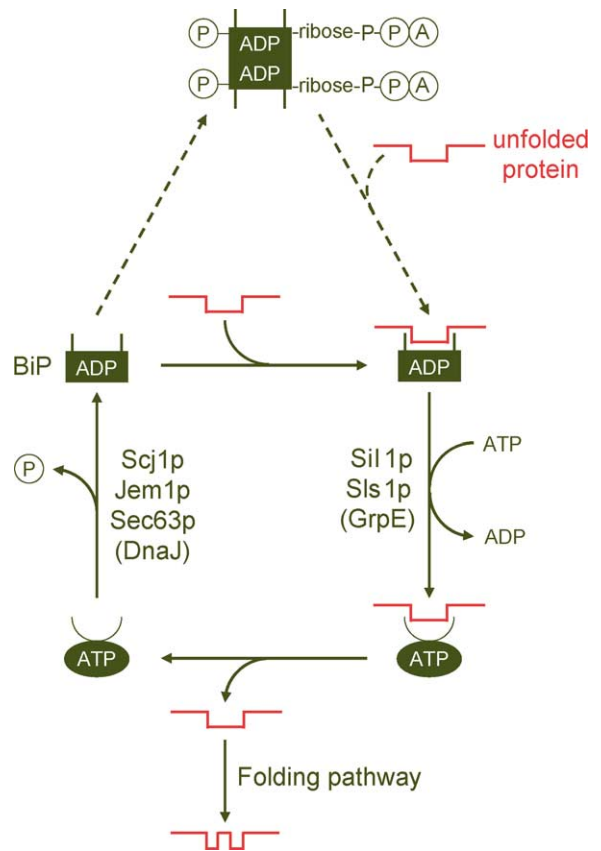 P ADP -ribose-P-P A
ADP
P -ribose-P-P A
unfolded
protein
BiP ADP
ADP
P
Scj1p
Jem1p
Sec63p
(DnaJ)
Sil1p
Sls1p
(GrpE)
ATP
ADP
ATP
ATP
Folding pathway